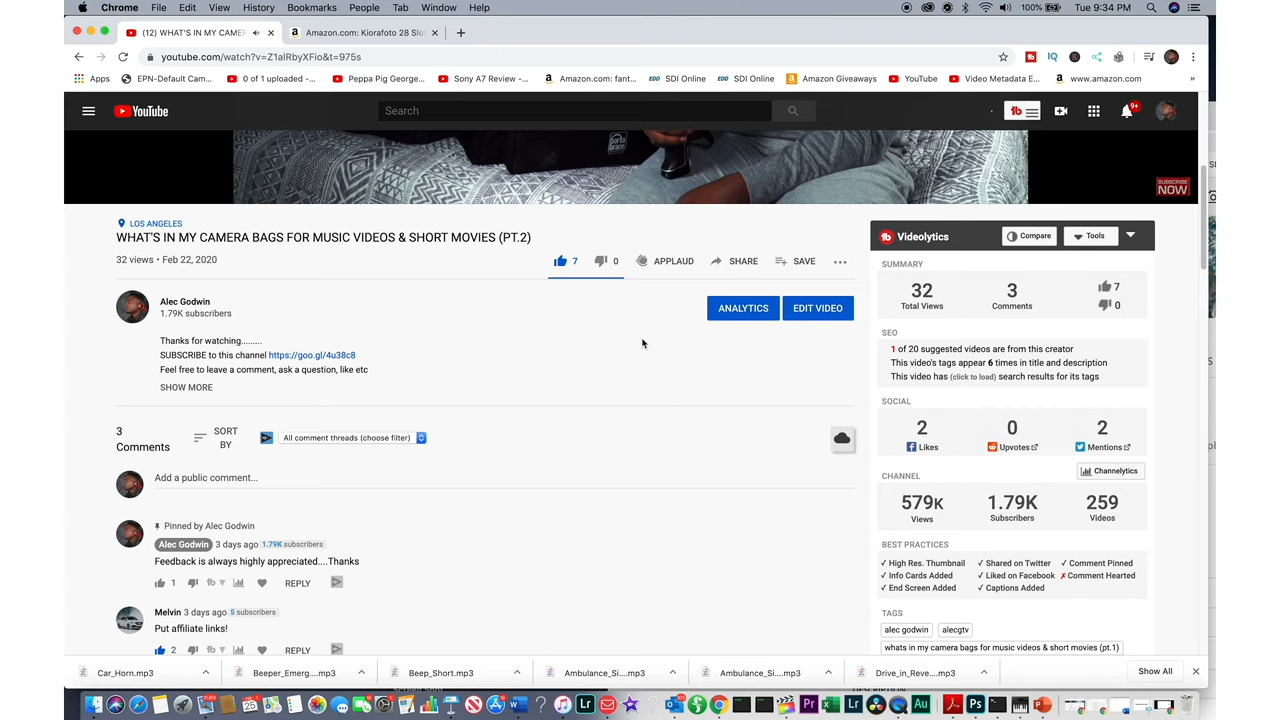 Chrome File Edit View History Bookmarks People Tab Window Help 100% Tue 9:34 PM
(12) WHAT'S IN MY CAMER Amazon.com: Kiorafoto 28 Slo
youtube.com/watch?v=Z1alRbyXFio&t=975s
Apps EPN-Default Cam... 0 of 1 uploaded -... Peppa Pig George... Sony A7 Review -... Amazon.com: fant... SDI Online SDI Online Amazon Giveaways YouTube Video Metadata E... www.amazon.com
YouTube Search 9+
porta brace
SUBSCRIBE NOW
LOS ANGELES
WHAT'S IN MY CAMERA BAGS FOR MUSIC VIDEOS & SHORT MOVIES (PT.2)
32 views • Feb 22, 2020
7 0 APPLAUD SHARE SAVE
Alec Godwin
1.79K subscribers
ANALYTICS EDIT VIDEO
Thanks for watching.........
SUBSCRIBE to this channel https://goo.gl/4u38c8
Feel free to leave a comment, ask a question, like etc
SHOW MORE
3 Comments
SORT BY
All comment threads (choose filter)
Add a public comment...
Pinned by Alec Godwin
Alec Godwin 3 days ago 1.79K subscribers
Feedback is always highly appreciated....Thanks
1 REPLY
Melvin 3 days ago 5 subscribers
Put affiliate links!
2 REPLY
Videolytics Compare Tools
SUMMARY
32 3 7
Total Views Comments 0
SEO
1 of 20 suggested videos are from this creator
This video's tags appear 6 times in title and description
This video has (click to load) search results for its tags
SOCIAL
2 0 2
Likes Upvotes Mentions
CHANNEL Channelytics
579K 1.79K 259
Views Subscribers Videos
BEST PRACTICES
✓ High Res. Thumbnail ✓ Shared on Twitter ✓ Comment Pinned
✓ Info Cards Added ✓ Liked on Facebook ✗ Comment Hearted
✓ End Screen Added ✓ Captions Added
TAGS
alec godwin alecgtv
whats in my camera bags for music videos & short movies (pt.1)
Car_Horn.mp3 Beeper_Emerg....mp3 Beep_Short.mp3 Ambulance_Si....mp3 Ambulance_Si....mp3 Drive_in_Reve....mp3 Show All